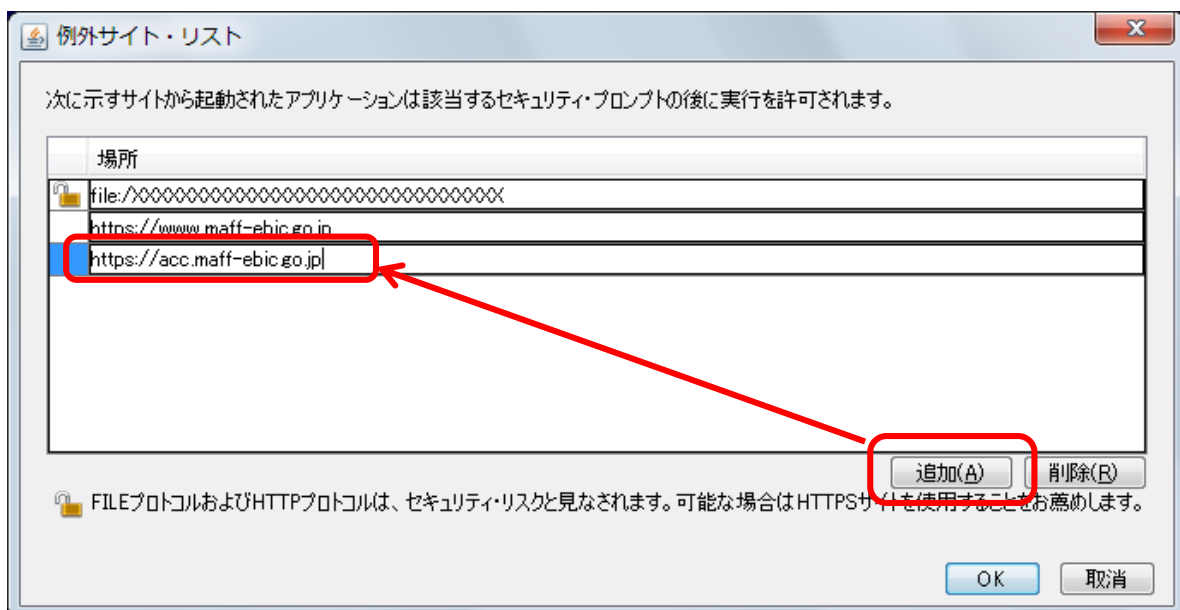 例外サイト・リスト
次に示すサイトから起動されたアプリケーションは該当するセキュリティ・プロンプトの後に実行を許可されます。
場所
file:/XXXXXXXXXXXXXXXXXXXXXXXXXXXXXXXXX
https://www.maff-ebic.go.jp
https://acc.maff-ebic.go.jp
追加(A) 削除(R)
FILEプロトコルおよびHTTPプロトコルは、セキュリティ・リスクと見なされます。可能な場合はHTTPSサイトを使用することをお薦めします。
OK 取消